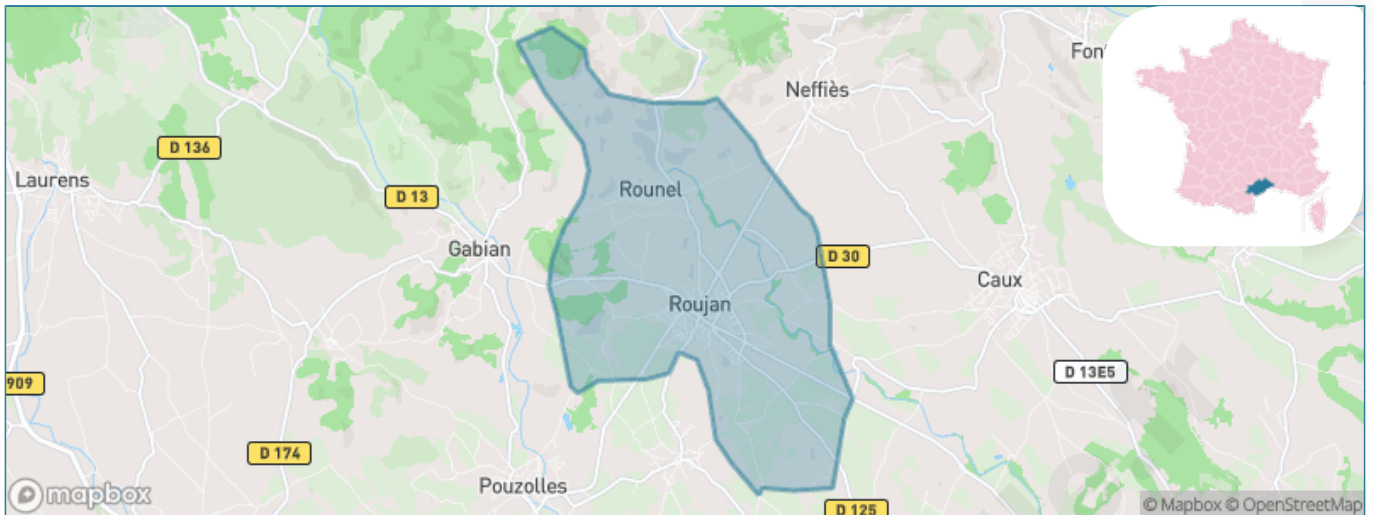 Font
Neffiès
D 136
Laurens
Rounel
D 13
Gabian
D 30
Caux
Roujan
D 13E5
909
D 174
Pouzolles
mapbox
D 125
© Mapbox © OpenStreetMap